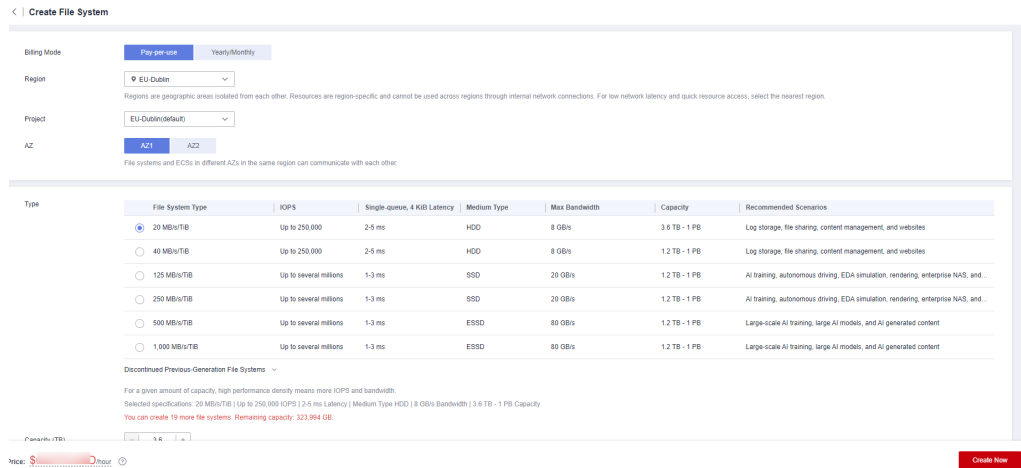 Create File System
Billing Mode Pay-per-use Yearly/Monthly
Region EU-Dublin
Regions are geographic areas isolated from each other. Resources are region-specific and cannot be used across regions through internal network connections. For low network latency and quick resource access, select the nearest region.
Project EU-Dublin(default)
AZ AZ1 AZ2
File systems and ECSs in different AZs in the same region can communicate with each other.
Type
File System Type IOPS Single-queue, 4 KiB Latency Medium Type Max Bandwidth Capacity Recommended Scenarios
20 MB/s/TiB Up to 250,000 2-5 ms HDD 8 GB/s 3.6 TB - 1 PB Log storage, file sharing, content management, and websites
40 MB/s/TiB Up to 250,000 2-5 ms HDD 8 GB/s 1.2 TB - 1 PB Log storage, file sharing, content management, and websites
125 MB/s/TiB Up to several millions 1-3 ms SSD 20 GB/s 1.2 TB - 1 PB AI training, autonomous driving, EDA simulation, rendering, enterprise NAS, and...
250 MB/s/TiB Up to several millions 1-3 ms SSD 20 GB/s 1.2 TB - 1 PB AI training, autonomous driving, EDA simulation, rendering, enterprise NAS, and...
500 MB/s/TiB Up to several millions 1-3 ms ESSD 80 GB/s 1.2 TB - 1 PB Large-scale AI training, large AI models, and AI generated content
1,000 MB/s/TiB Up to several millions 1-3 ms ESSD 80 GB/s 1.2 TB - 1 PB Large-scale AI training, large AI models, and AI generated content
Discontinued Previous-Generation File Systems
For a given amount of capacity, high performance density means more IOPS and bandwidth.
Selected specifications: 20 MB/s/TiB | Up to 250,000 IOPS | 2-5 ms Latency | Medium Type HDD | 8 GB/s Bandwidth | 3.6 TB - 1 PB Capacity
You can create 19 more file systems. Remaining capacity: 323,994 GB.
Capacity (TB) 3.6
Price: $ /hour Create Now